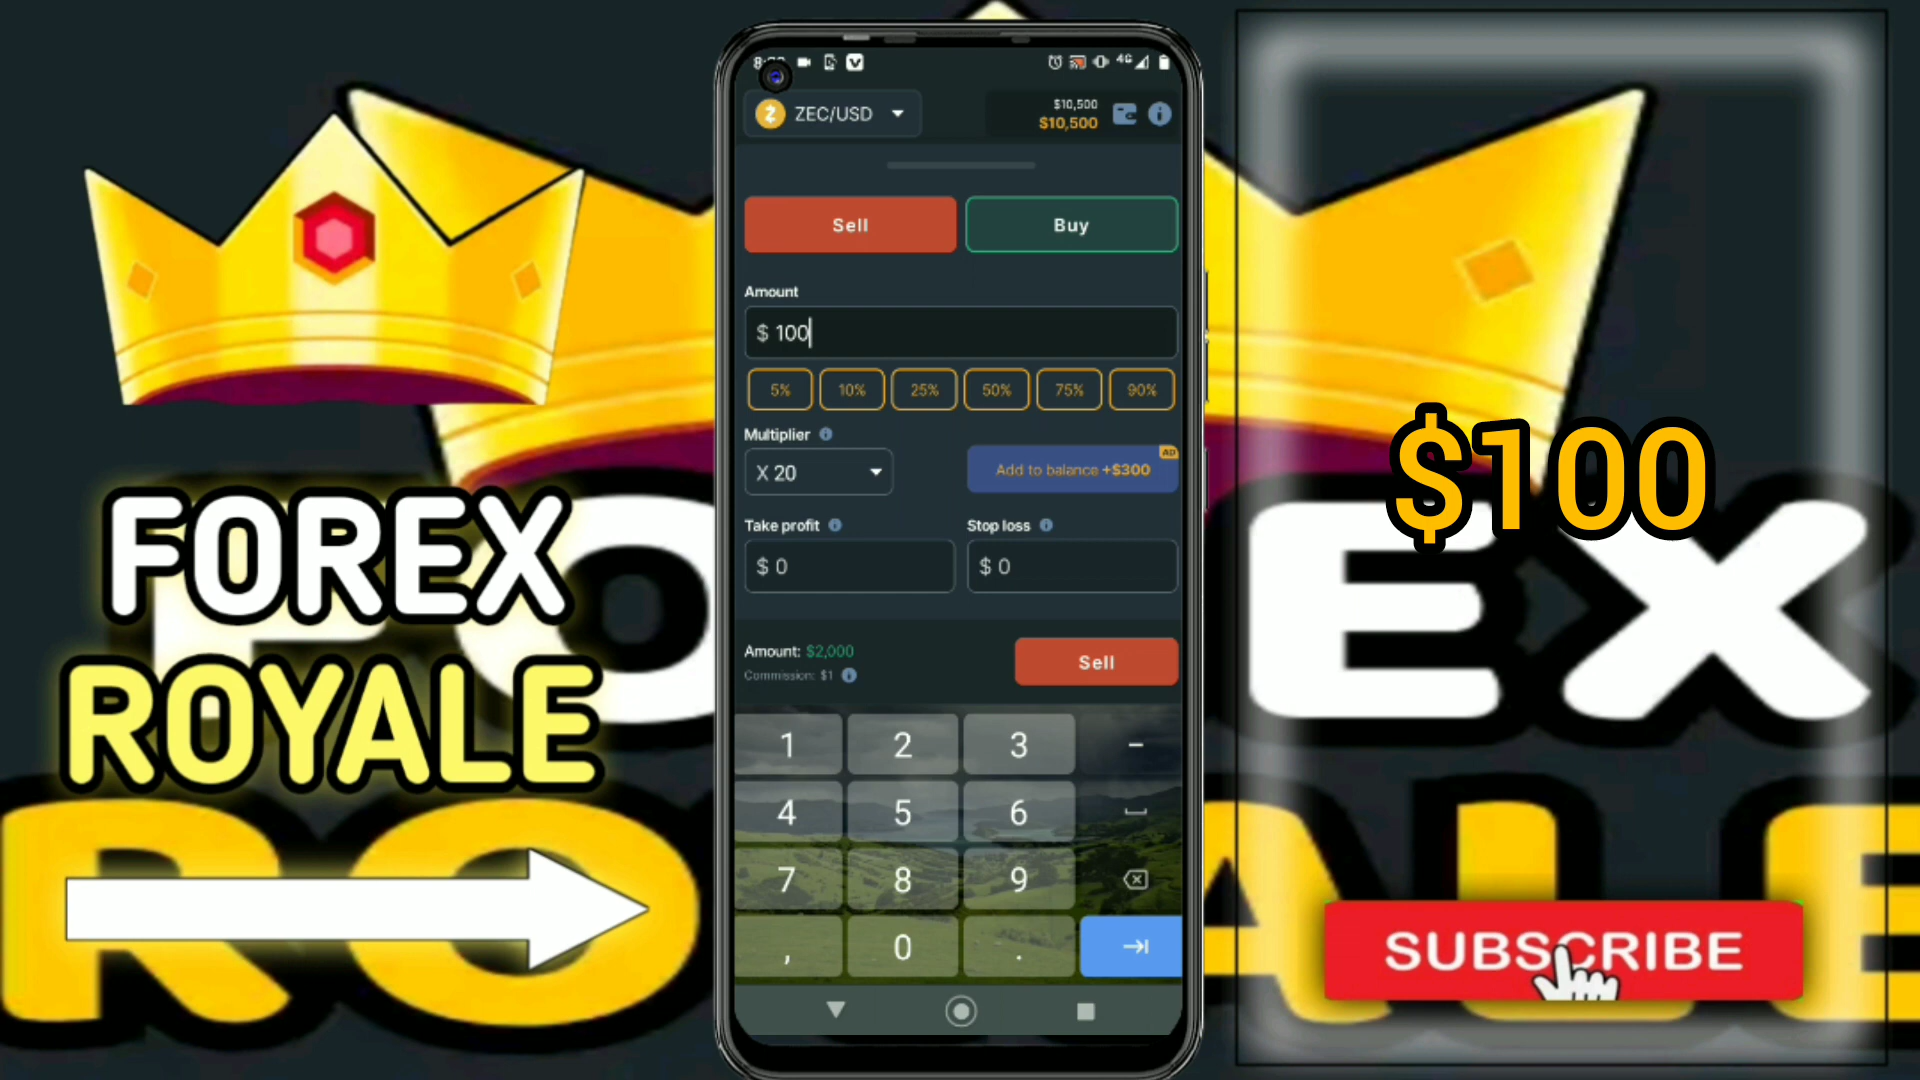 FOREX
ROYALE
4G
ZEC/USD
$10,500
$10,500
Sell
Buy
Amount
$ 100
5%
10%
25%
50%
75%
90%
Multiplier
X 20
AD
Add to balance +$300
Take profit
Stop loss
$ 0
$ 0
Amount: $2,000
Commission: $1
Sell
1
2
3
-
4
5
6
7
8
9
,
0
.
$100
EX
SUBSCRIBE